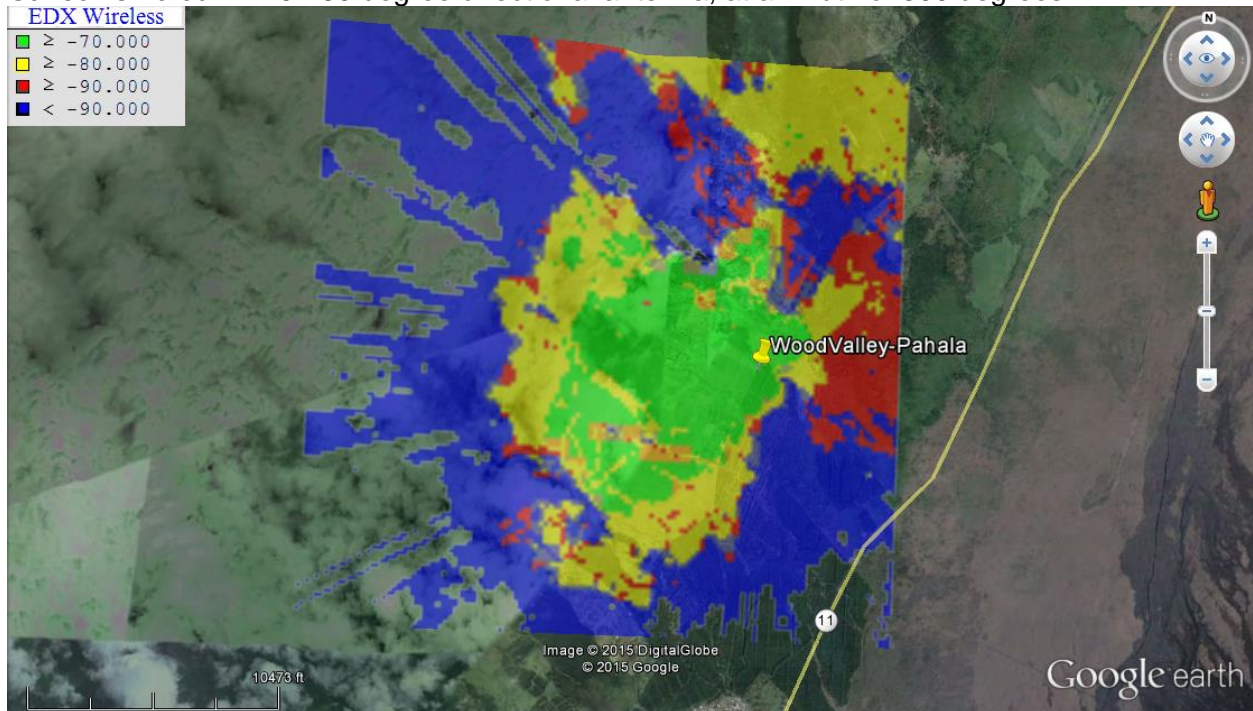 EDX Wireless
≥ -70.000
≥ -80.000
≥ -90.000
< -90.000
N
WoodValley-Pahala
11
Image © 2015 DigitalGlobe
© 2015 Google
10473 ft
Google earth